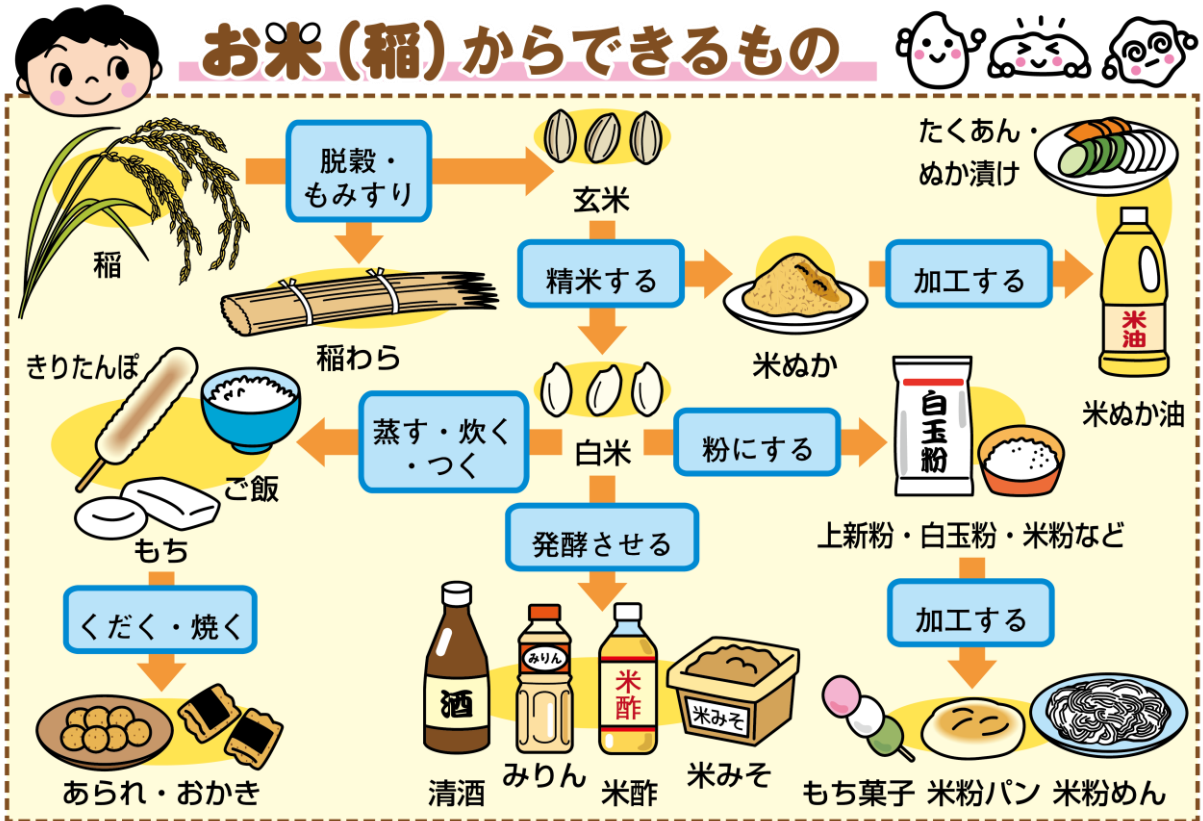 お米(稲)からできるもの
稲
脱穀・
もみすり
玄米
たくあん・
ぬか漬け
稲わら
精米する
米ぬか
加工する
米油
米ぬか油
きりたんぽ
ご飯
もち
蒸す・炊く
・つく
白米
粉にする
白玉粉
上新粉・白玉粉・米粉など
くだく・焼く
発酵させる
加工する
あられ・おかき
酒
清酒
みりん
みりん
米酢
米酢
米みそ
米みそ
もち菓子
米粉パン
米粉めん